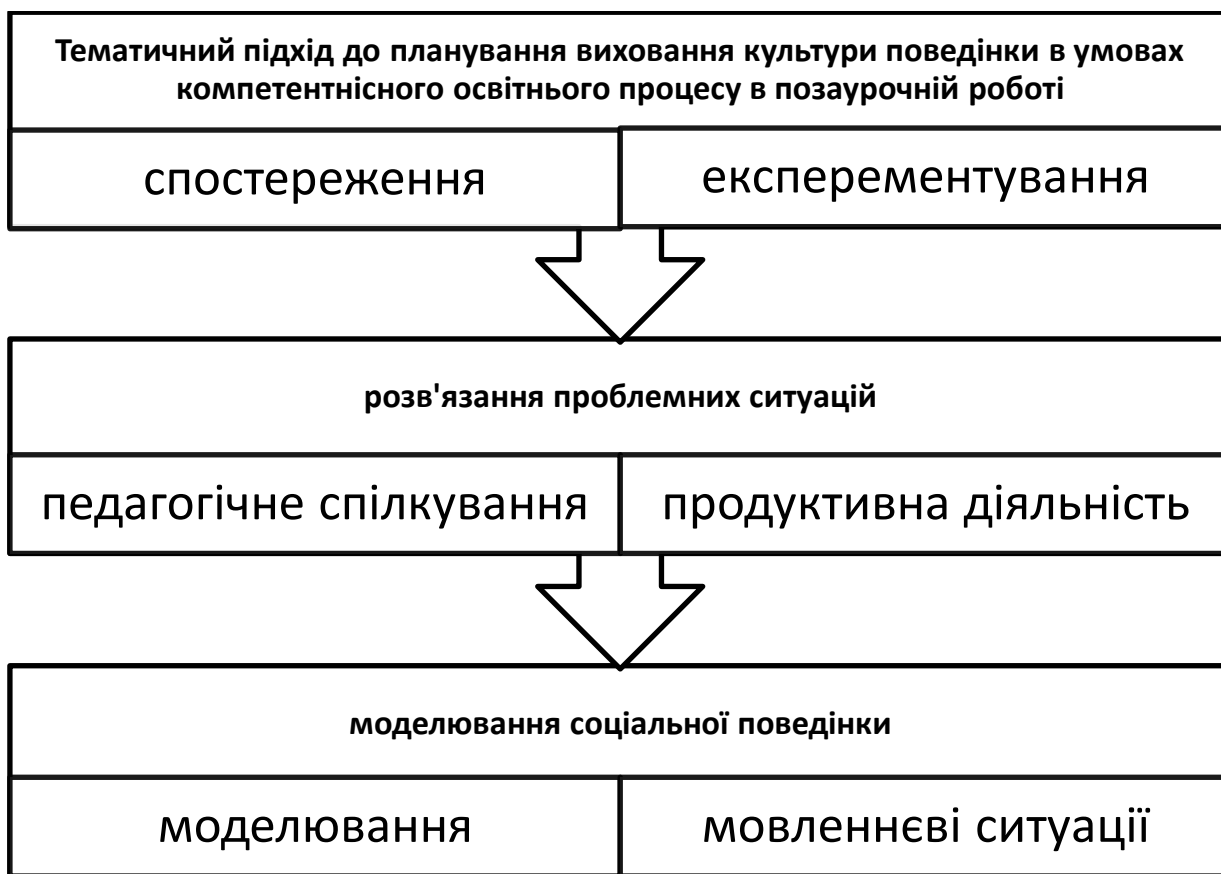 Тематичний підхід до планування виховання культури поведінки в умовах
компетентнісного освітнього процесу в позаурочній роботі
спостереження
експерементування
розв'язання проблемних ситуацій
педагогічне спілкування
продуктивна діяльність
моделювання соціальної поведінки
моделювання
мовленнєві ситуації